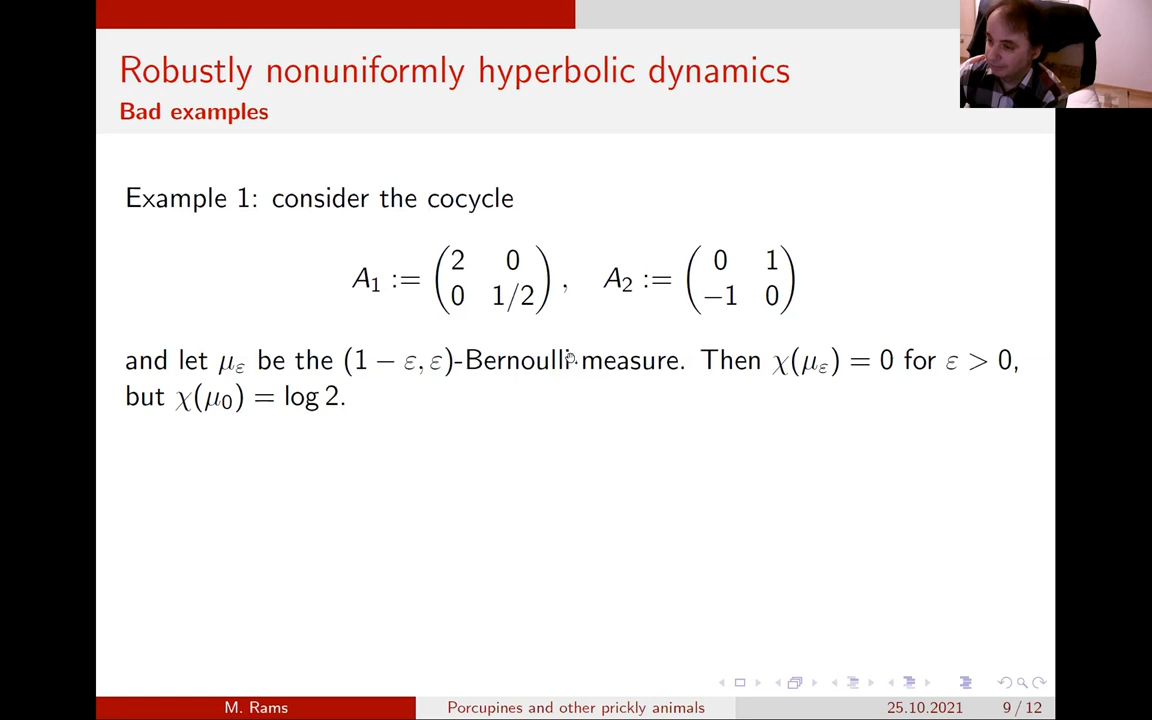 Robustly nonuniformly hyperbolic dynamics
Bad examples
Example 1: consider the cocycle
A₁ := ( 2 0 ; 0 1/2 ) , A₂ := ( 0 1 ; −1 0 )
and let μ_ε be the (1 − ε, ε)-Bernoulli measure. Then χ(μ_ε) = 0 for ε > 0,
but χ(μ₀) = log 2.
M. Rams Porcupines and other prickly animals 25.10.2021 9 / 12